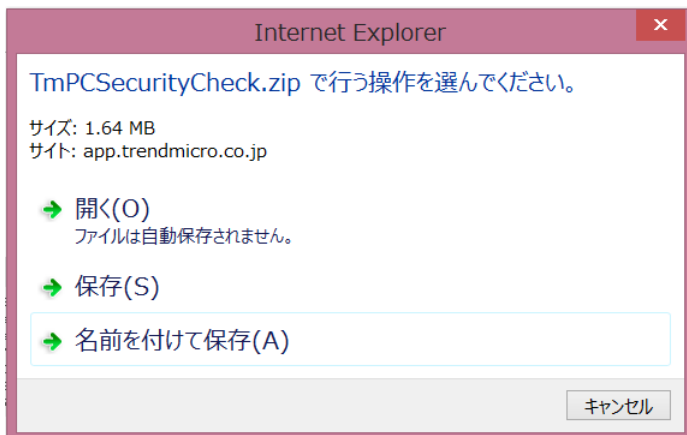 Internet Explorer
TmPCSecurityCheck.zip で行う操作を選んでください。
サイズ: 1.64 MB
サイト: app.trendmicro.co.jp
開く(O)
ファイルは自動保存されません。
保存(S)
名前を付けて保存(A)
キャンセル